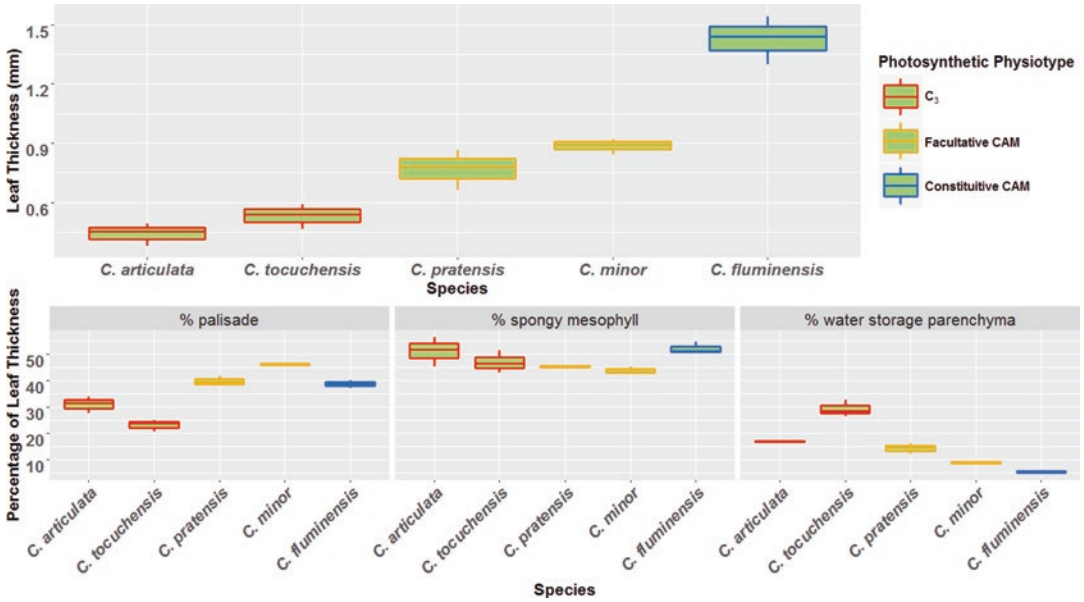 Leaf Thickness (mm)
1.5
1.2
0.9
0.6
C. articulata
C. tocuchensis
C. pratensis
C. minor
C. fluminensis
Species
Photosynthetic Physiotype
C₃
Facultative CAM
Constituitive CAM
Percentage of Leaf Thickness
% palisade
% spongy mesophyll
% water storage parenchyma
50
40
30
20
10
C. articulata
C. tocuchensis
C. pratensis
C. minor
C. fluminensis
C. articulata
C. tocuchensis
C. pratensis
C. minor
C. fluminensis
C. articulata
C. tocuchensis
C. pratensis
C. minor
C. fluminensis
Species